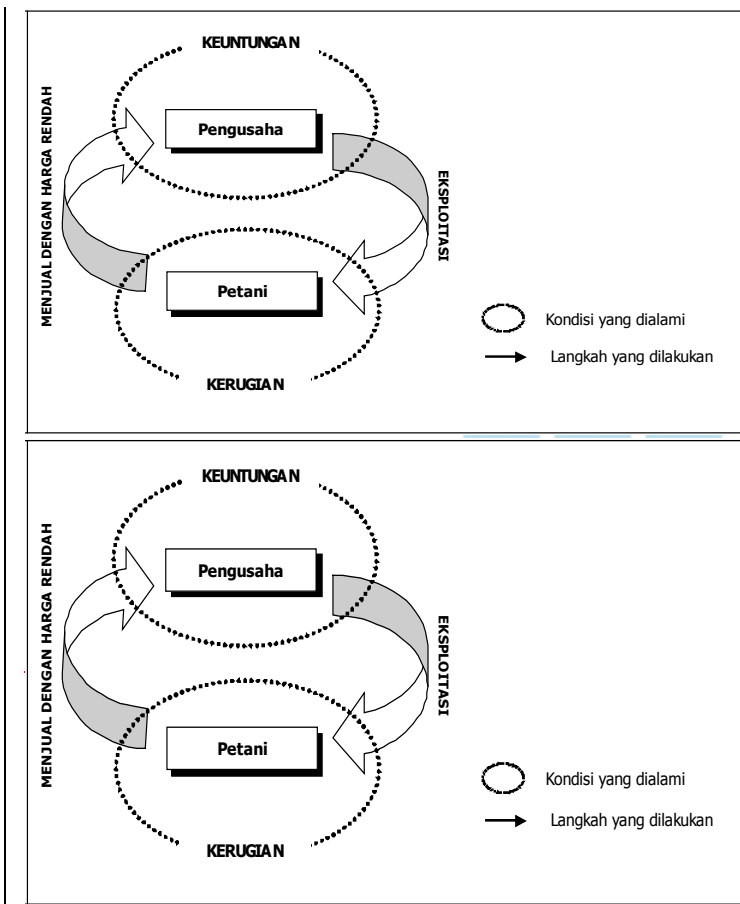 KEUNTUNGAN
MENJUAL DENGAN HARGA RENDAH
Pengusaha
EKSPLOITASI
Petani
Kondisi yang dialami
Langkah yang dilakukan
KERUGIAN
KEUNTUNGAN
MENJUAL DENGAN HARGA RENDAH
Pengusaha
EKSPLOITASI
Petani
Kondisi yang dialami
Langkah yang dilakukan
KERUGIAN